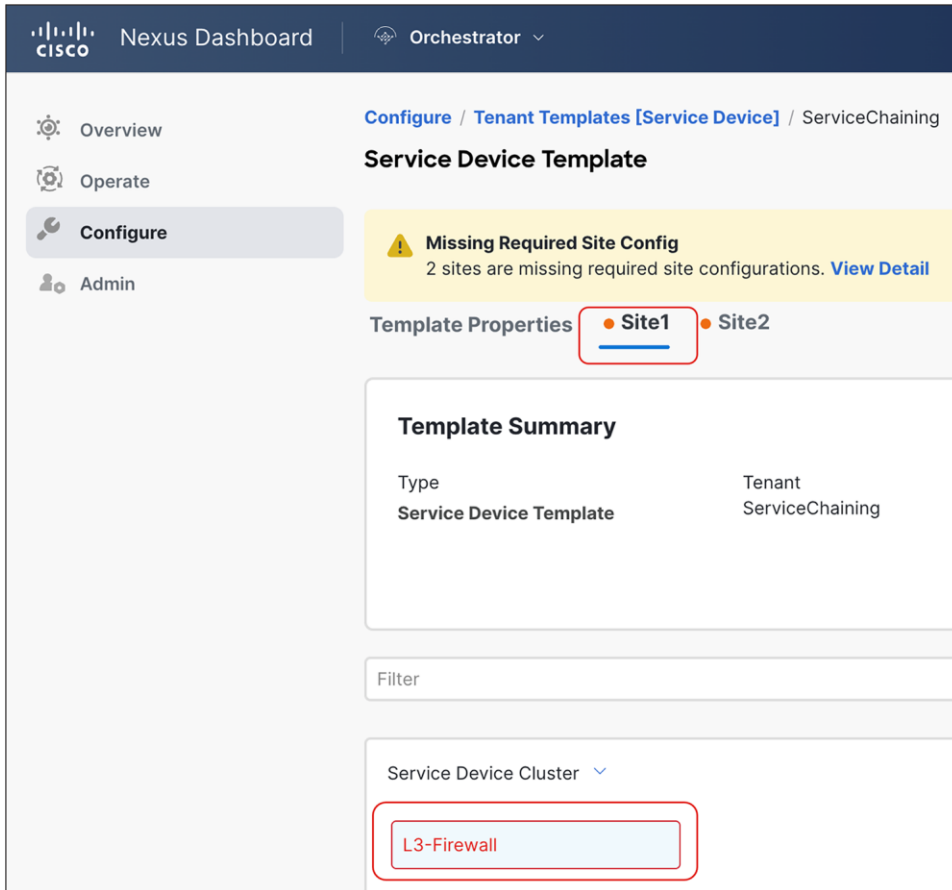 CISCO Nexus Dashboard Orchestrator
Overview
Operate
Configure
Admin
Configure / Tenant Templates [Service Device] / ServiceChaining
Service Device Template
Missing Required Site Config
2 sites are missing required site configurations. View Detail
Template Properties Site1 Site2
Template Summary
Type
Service Device Template
Tenant
ServiceChaining
Filter
Service Device Cluster
L3-Firewall